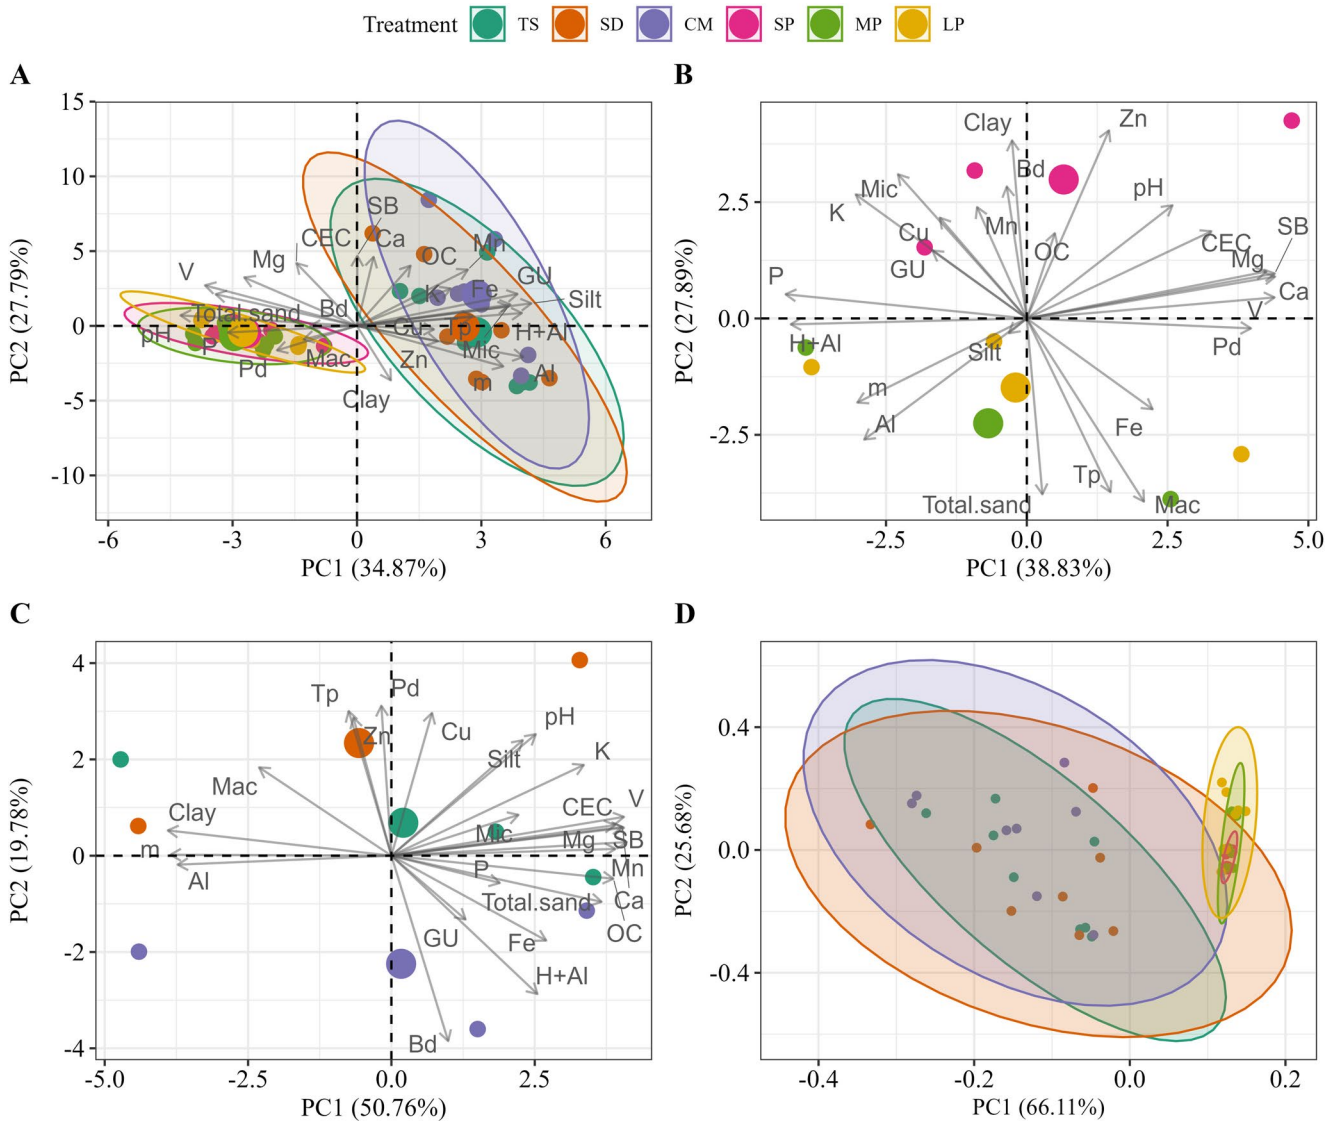 Treatment TS SD CM SP MP LP
A
PC2 (27.79%)
15
10
5
0
-5
-10
SB
CEC
Ca
Mg
OC
Mn
V
GU
K
Fe
Silt
Bd
Total.sand
pH
P
Cu
Tp
H+Al
Zn
Mic
Mac
Pd
m
Al
Clay
-6 -3 0 3 6
PC1 (34.87%)
B
PC2 (27.89%)
2.5
0.0
-2.5
Clay
Zn
Bd
Mic
pH
K
Cu
Mn
SB
OC
CEC
Mg
GU
P
Ca
V
H+Al
Silt
Pd
m
Al
Fe
Tp
Total.sand
Mac
-2.5 0.0 2.5 5.0
PC1 (38.83%)
C
PC2 (19.78%)
4
2
0
-2
-4
Tp
Pd
Zn
Cu
pH
Silt
K
Mac
Clay
CEC
V
Mic
Mg
SB
m
Al
P
Mn
Total.sand
Ca
GU
Fe
OC
H+Al
Bd
-5.0 -2.5 0.0 2.5
PC1 (50.76%)
D
PC2 (25.68%)
0.4
0.0
-0.4
-0.4 -0.2 0.0 0.2
PC1 (66.11%)